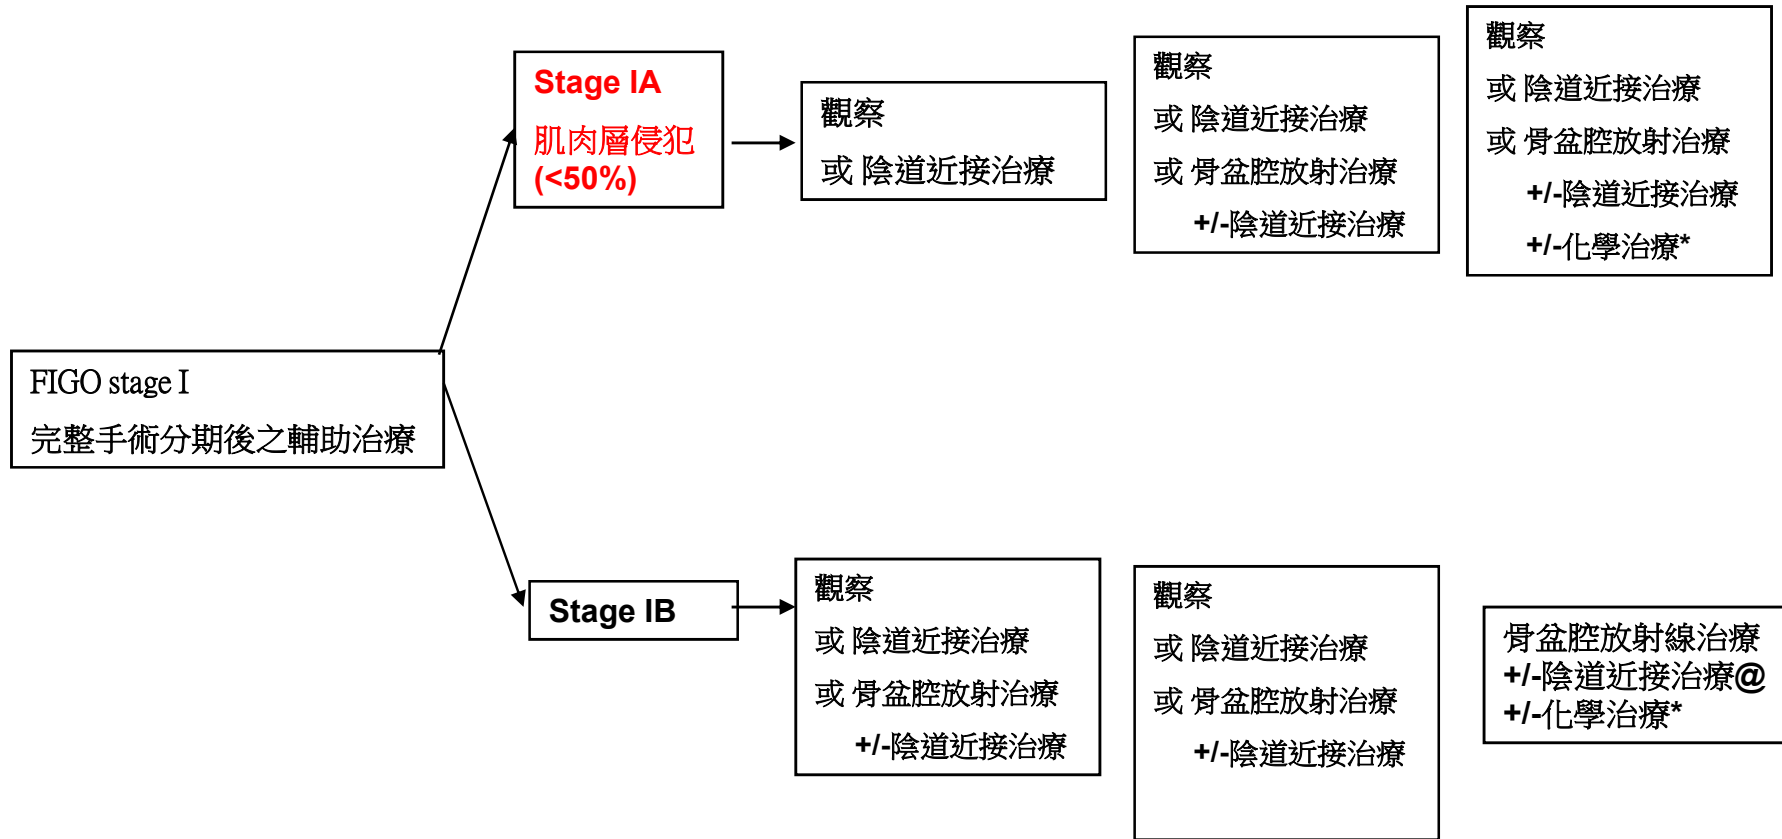 FIGO stage I
完整手術分期後之輔助治療
Stage IA
肌肉層侵犯
(<50%)
觀察
或 陰道近接治療
觀察
或 陰道近接治療
或 骨盆腔放射治療
+/-陰道近接治療
觀察
或 陰道近接治療
或 骨盆腔放射治療
+/-陰道近接治療
+/-化學治療*
Stage IB
觀察
或 陰道近接治療
或 骨盆腔放射治療
+/-陰道近接治療
觀察
或 陰道近接治療
或 骨盆腔放射治療
+/-陰道近接治療
骨盆腔放射線治療
+/-陰道近接治療@
+/-化學治療*